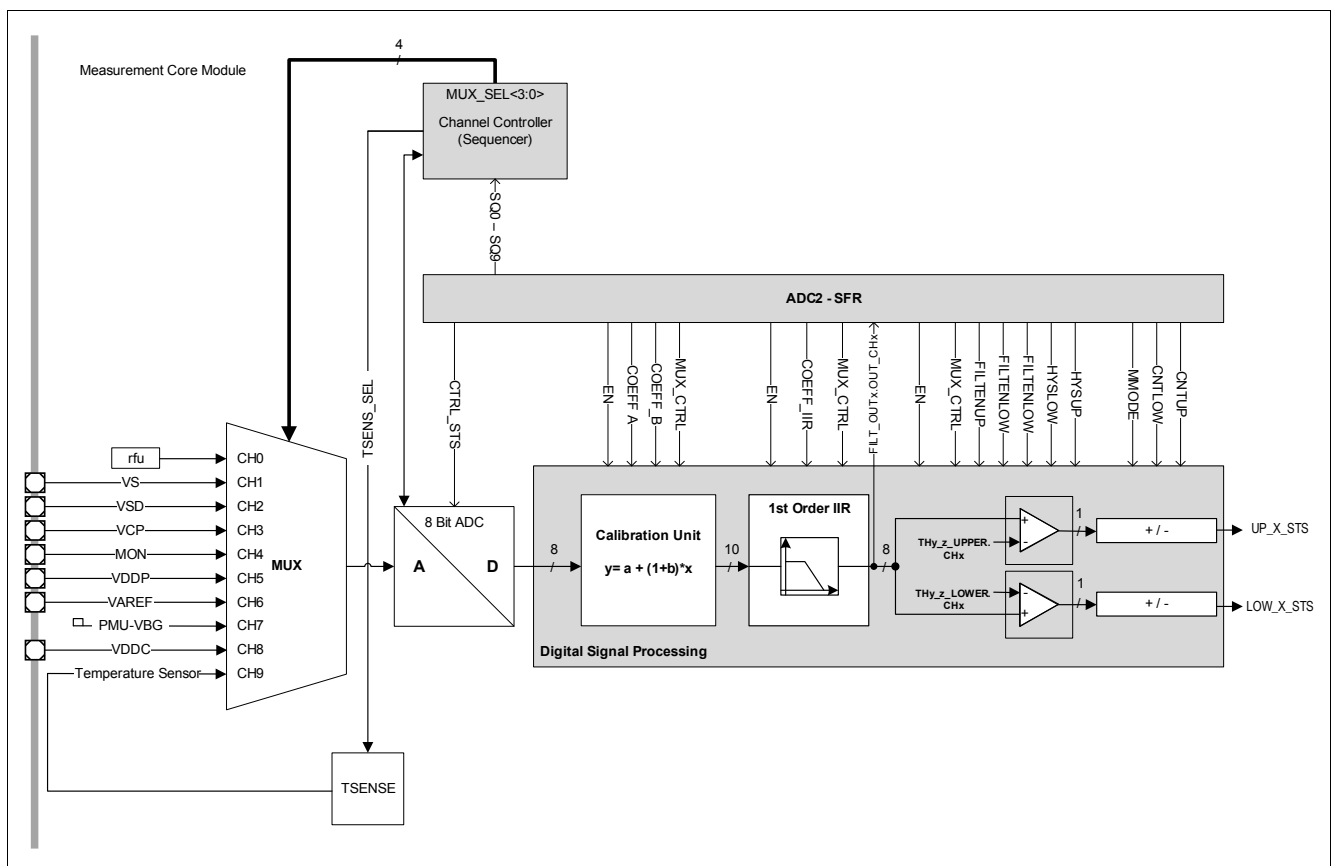 Measurement Core Module
4
MUX_SEL<3:0>
Channel Controller
(Sequencer)
SQ0 – SQ9
ADC2 - SFR
TSENS_SEL
CTRL_STS
EN
COEFF A
COEFF_B
MUX_CTRL
EN
COEFF_IIR
MUX_CTRL
FILT_OUTx.OUT_CHx
EN
MUX_CTRL
FILTENUP
FILTENLOW
FILTENLOW
HYSLOW
HYSUP
MMODE
CNTLOW
CNTUP
rfu
VS
VSD
VCP
MON
VDDP
VAREF
PMU-VBG
VDDC
Temperature Sensor
CH0
CH1
CH2
CH3
CH4
CH5
CH6
CH7
CH8
CH9
MUX
8 Bit ADC
A
D
8
Calibration Unit
y= a + (1+b)*x
10
1st Order IIR
8
+
-
THy_z_UPPER.
CHx
1
+ / -
UP_X_STS
THy_z_LOWER.
CHx
-
+
1
+ / -
LOW_X_STS
Digital Signal Processing
TSENSE